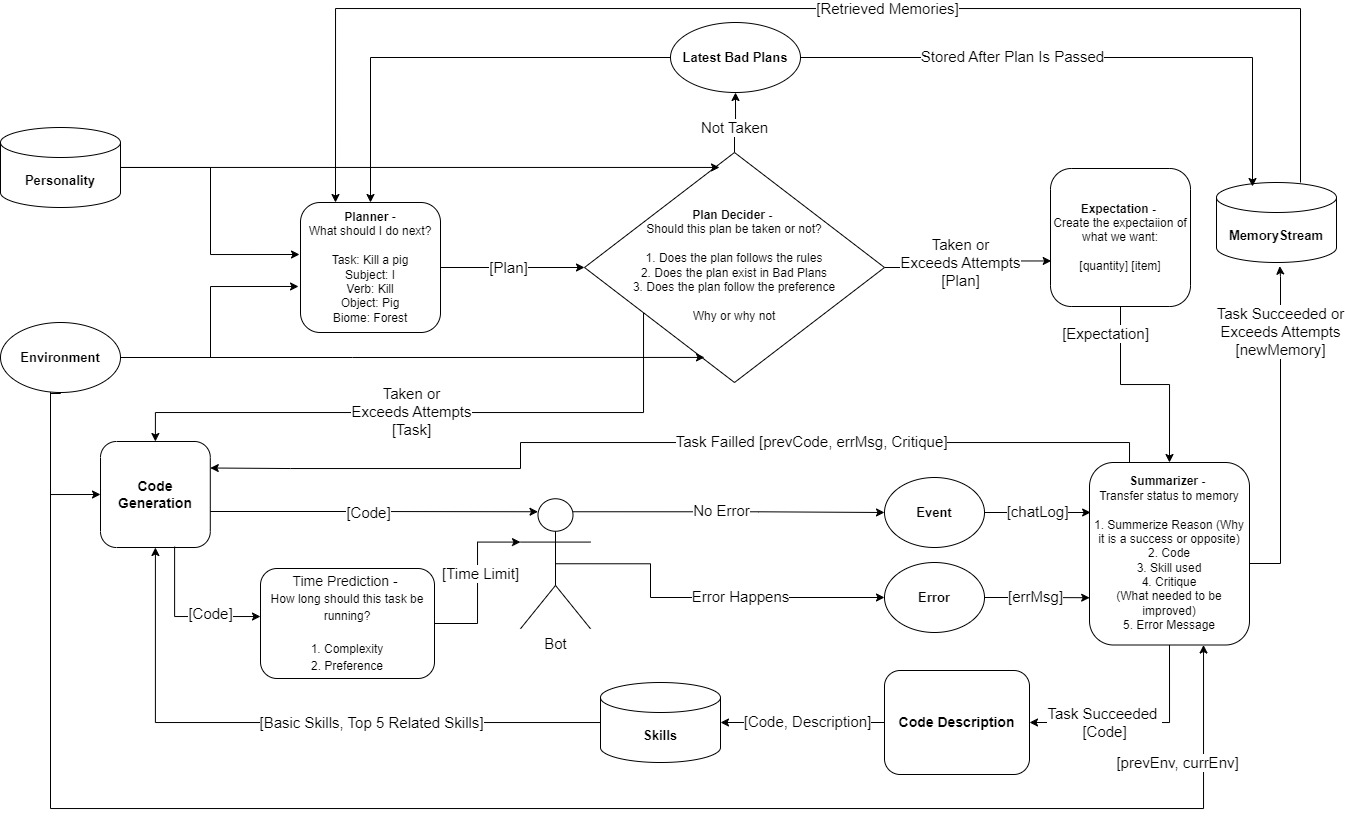 [Retrieved Memories]
Latest Bad Plans
Stored After Plan Is Passed
Not Taken
Personality
Planner -
What should I do next?
Task: Kill a pig
Subject: I
Verb: Kill
Object: Pig
Biome: Forest
[Plan]
Plan Decider -
Should this plan be taken or not?
1. Does the plan follows the rules
2. Does the plan exist in Bad Plans
3. Does the plan follow the preference
Why or why not
Taken or
Exceeds Attempts
[Plan]
Expectation -
Create the expectaiion of
what we want:
[quantity] [item]
MemoryStream
Environment
[Expectation]
Task Succeeded or
Exceeds Attempts
[newMemory]
Taken or
Exceeds Attempts
[Task]
Task Failled [prevCode, errMsg, Critique]
Code
Generation
[Code]
No Error
Event
[chatLog]
Summarizer -
Transfer status to memory
1. Summerize Reason (Why
it is a success or opposite)
2. Code
3. Skill used
4. Critique
(What needed to be
improved)
5. Error Message
[Code]
Time Prediction -
How long should this task be
running?
1. Complexity
2. Preference
[Time Limit]
Bot
Error Happens
Error
[errMsg]
[Basic Skills, Top 5 Related Skills]
Skills
[Code, Description]
Code Description
Task Succeeded
[Code]
[prevEnv, currEnv]